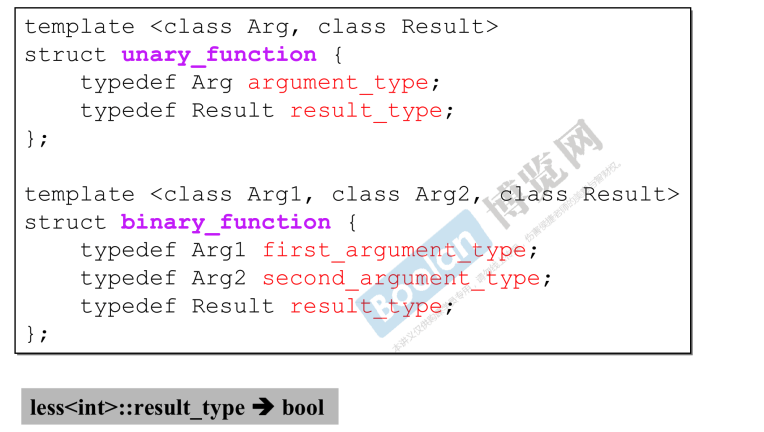 template <class Arg, class Result>
struct unary_function {
    typedef Arg argument_type;
    typedef Result result_type;
};
template <class Arg1, class Arg2, class Result>
struct binary_function {
    typedef Arg1 first_argument_type;
    typedef Arg2 second_argument_type;
    typedef Result result_type;
};
Boolan 博览网
less<int>::result_type ➔ bool